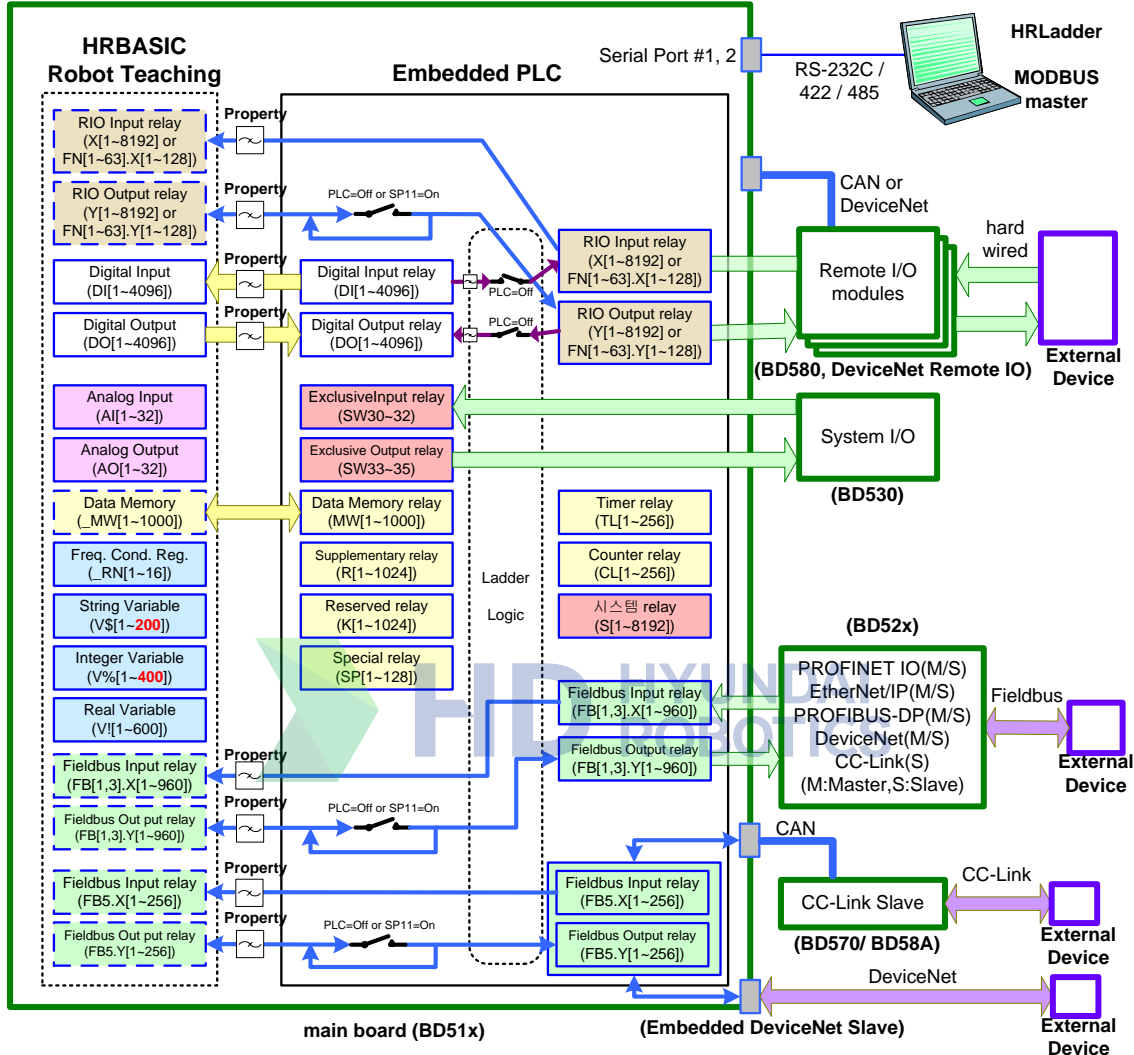 HRBASIC
Robot Teaching
Embedded PLC
Serial Port #1, 2
RS-232C /
422 / 485
HRLadder
MODBUS
master
Property
RIO Input relay
(X[1~8192] or
FN[1~63].X[1~128])
Property
RIO Output relay
(Y[1~8192] or
FN[1~63].Y[1~128])
PLC=Off or SP11=On
CAN or
DeviceNet
hard
wired
RIO Input relay
(X[1~8192] or
FN[1~63].X[1~128])
Remote I/O
modules
Property
Digital Input
(DI[1~4096])
Digital Input relay
(DI[1~4096])
PLC=Off
Property
Digital Output
(DO[1~4096])
Digital Output relay
(DO[1~4096])
PLC=Off
RIO Output relay
(Y[1~8192] or
FN[1~63].Y[1~128])
External
Device
(BD580, DeviceNet Remote IO)
Analog Input
(AI[1~32])
ExclusiveInput relay
(SW30~32)
Analog Output
(AO[1~32])
Exclusive Output relay
(SW33~35)
System I/O
(BD530)
Data Memory
(_MW[1~1000])
Data Memory relay
(MW[1~1000])
Timer relay
(TL[1~256])
Freq. Cond. Reg.
(_RN[1~16])
Supplementary relay
(R[1~1024])
Ladder
Logic
Counter relay
(CL[1~256])
String Variable
(V$[1~200])
Reserved relay
(K[1~1024])
시스템 relay
(S[1~8192])
Integer Variable
(V%[1~400])
Special relay
(SP[1~128])
HD HYUNDAI
ROBOTICS
Real Variable
(V![1~600])
Fieldbus Input relay
(FB[1,3].X[1~960])
(BD52x)
PROFINET IO(M/S)
EtherNet/IP(M/S)
PROFIBUS-DP(M/S)
DeviceNet(M/S)
CC-Link(S)
(M:Master,S:Slave)
Fieldbus
External
Device
Property
Fieldbus Input relay
(FB[1,3].X[1~960])
Fieldbus Output relay
(FB[1,3].Y[1~960])
Property
Fieldbus Out put relay
(FB[1,3].Y[1~960])
PLC=Off or SP11=On
CAN
Property
Fieldbus Input relay
(FB5.X[1~256])
Fieldbus Input relay
(FB5.X[1~256])
CC-Link Slave
CC-Link
(BD570/ BD58A)
External
Device
Property
Fieldbus Out put relay
(FB5.Y[1~256])
PLC=Off or SP11=On
Fieldbus Output relay
(FB5.Y[1~256])
DeviceNet
External
Device
main board (BD51x)
(Embedded DeviceNet Slave)